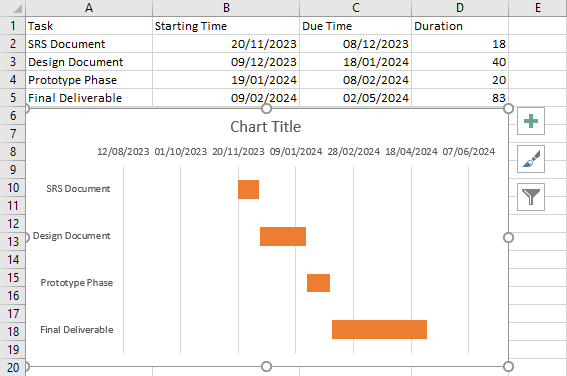 A B C D E
1 Task Starting Time Due Time Duration
2 SRS Document 20/11/2023 08/12/2023 18
3 Design Document 09/12/2023 18/01/2024 40
4 Prototype Phase 19/01/2024 08/02/2024 20
5 Final Deliverable 09/02/2024 02/05/2024 83
6
7 Chart Title
8 12/08/2023 01/10/2023 20/11/2023 09/01/2024 28/02/2024 18/04/2024 07/06/2024
9
10 SRS Document
11
12
13 Design Document
14
15 Prototype Phase
16
17
18 Final Deliverable
19
20